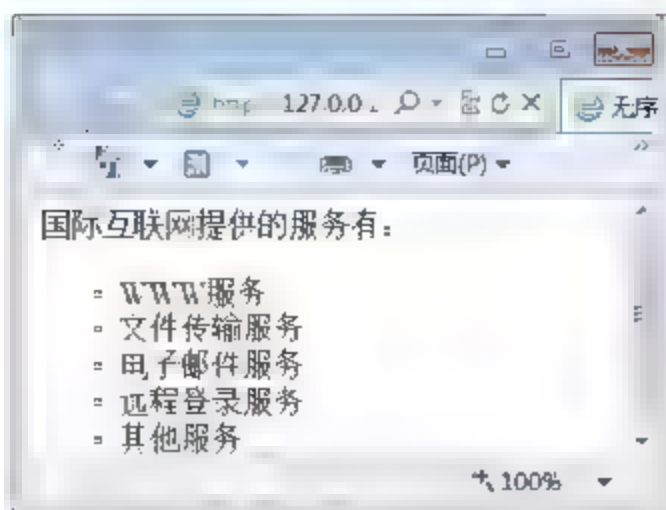 127.0.0.
无序
页面(P)
国际互联网提供的服务有:
WWW服务
文件传输服务
电子邮件服务
远程登录服务
其他服务
100%